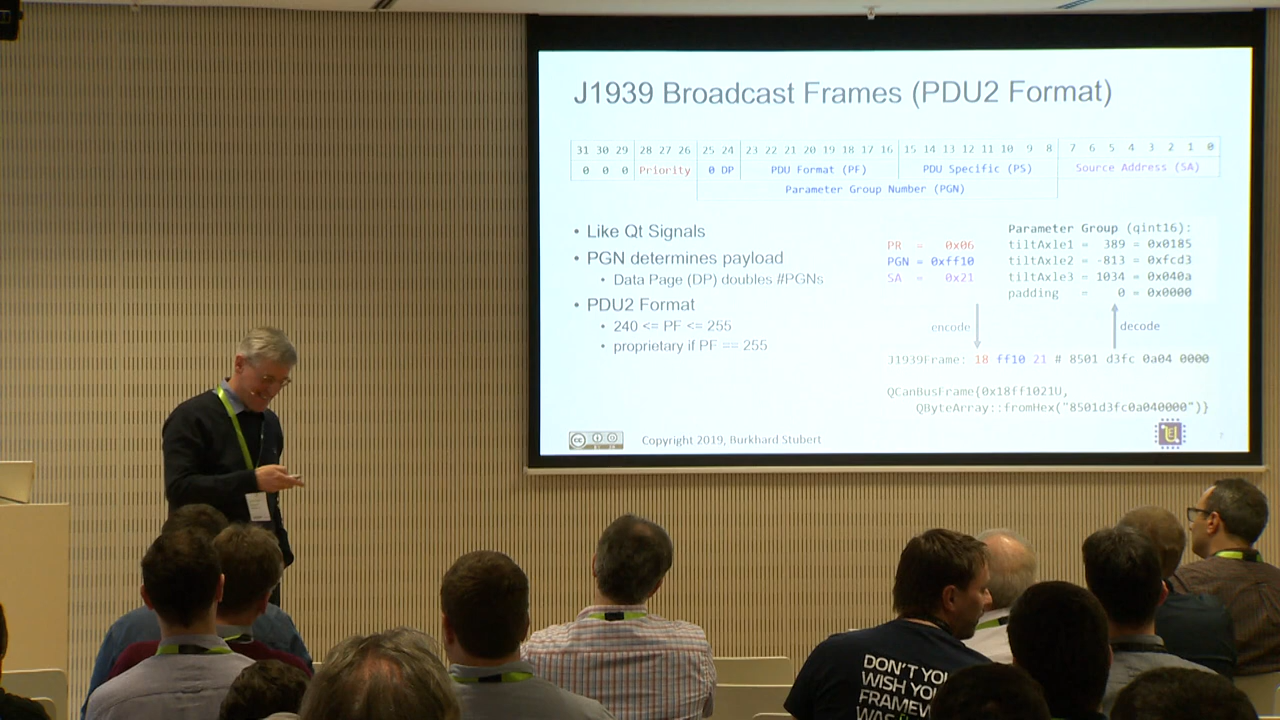 J1939 Broadcast Frames (PDU2 Format)
31 30 29 28 27 26 25 24 23 22 21 20 19 18 17 16 15 14 13 12 11 10 9 8 7 6 5 4 3 2 1 0
0 0 0 Priority 0 DP PDU Format (PF) PDU Specific (PS) Source Address (SA)
Parameter Group Number (PGN)
• Like Qt Signals
• PGN determines payload
• Data Page (DP) doubles #PGNs
• PDU2 Format
• 240 <= PF <= 255
• proprietary if PF == 255
PR = 0x06
PGN = 0xff10
SA = 0x21
Parameter Group (qint16):
tiltAxle1 = 389 = 0x0185
tiltAxle2 = -813 = 0xfcd3
tiltAxle3 = 1034 = 0x040a
padding = 0 = 0x0000
encode
decode
J1939Frame: 18 ff10 21 # 8501 d3fc 0a04 0000
QCanBusFrame{0x18ff1021U,
QByteArray::fromHex("8501d3fc0a040000")}
Copyright 2019, Burkhard Stubert
7
DON'T YOU
WISH YOU
FRAMEW
WAS